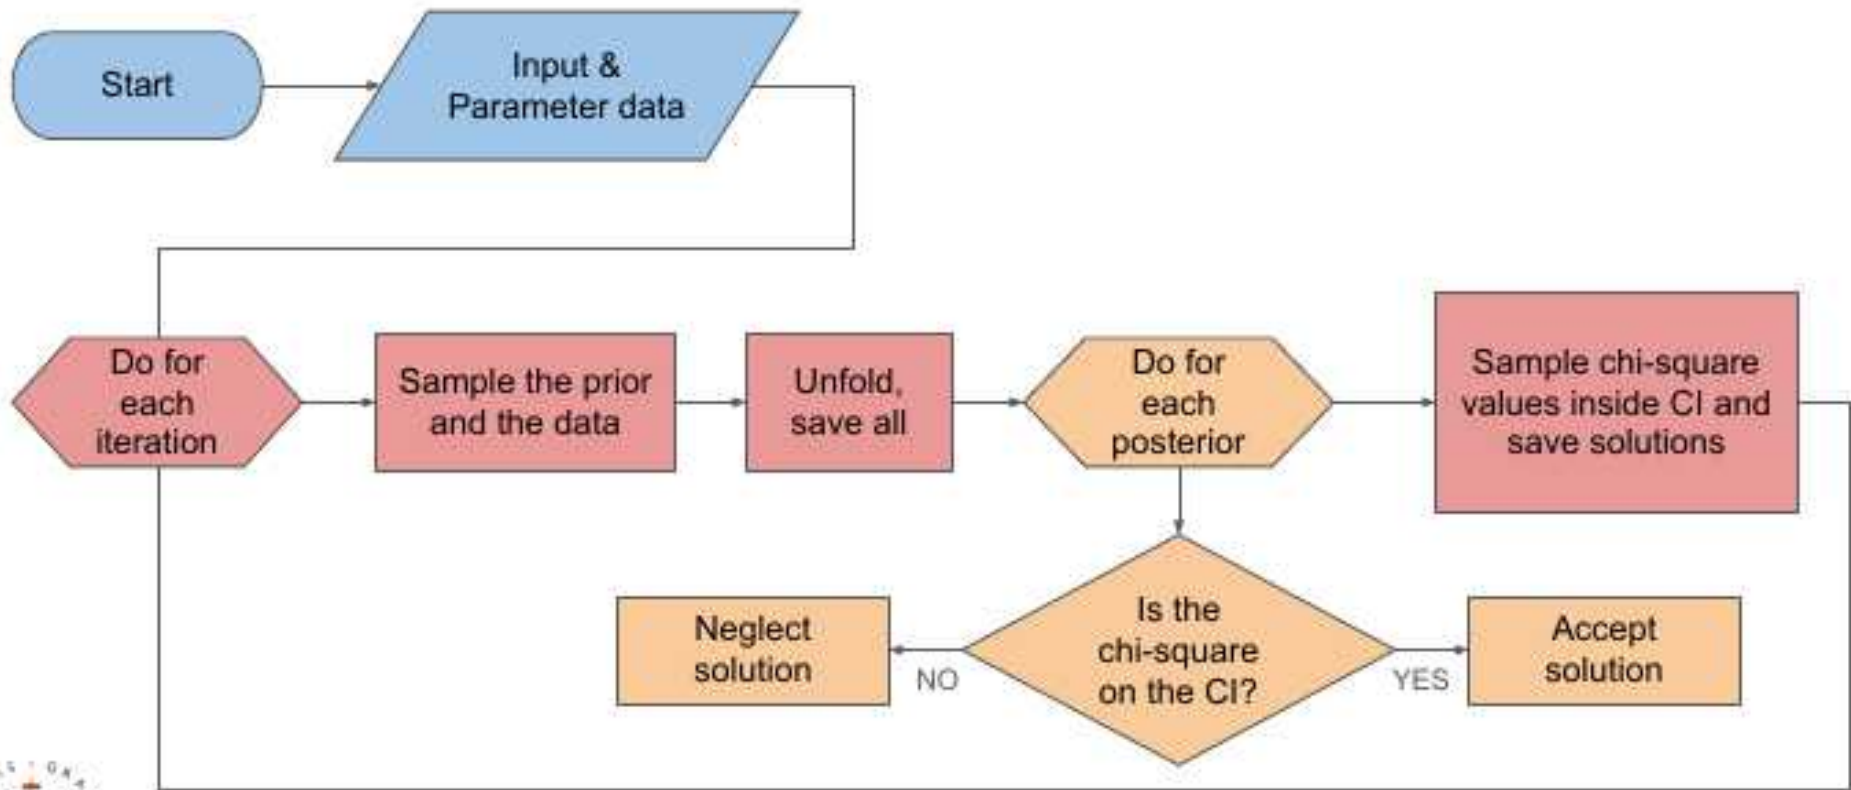 Start
Input &
Parameter data
Do for
each
iteration
Sample the prior
and the data
Unfold,
save all
Do for
each
posterior
Sample chi-square
values inside CI and
save solutions
Neglect
solution
NO
Is the
chi-square
on the CI?
YES
Accept
solution